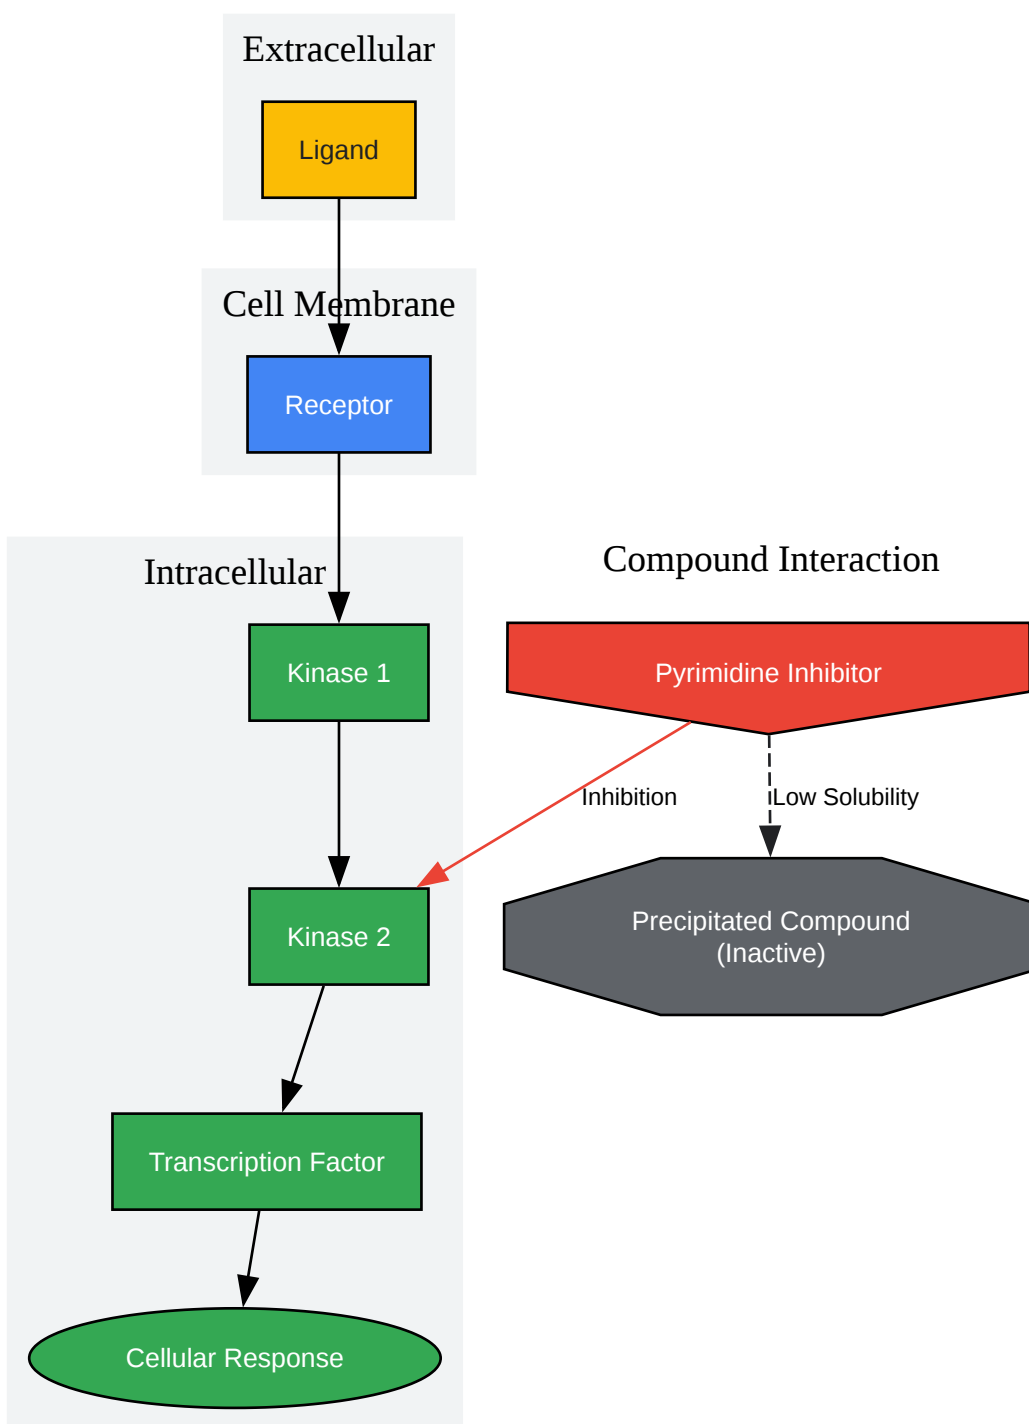 Extracellular
Ligand
Cell Membrane
Receptor
Intracellular
Kinase 1
Kinase 2
Transcription Factor
Cellular Response
Compound Interaction
Pyrimidine Inhibitor
Inhibition
Low Solubility
Precipitated Compound
(Inactive)